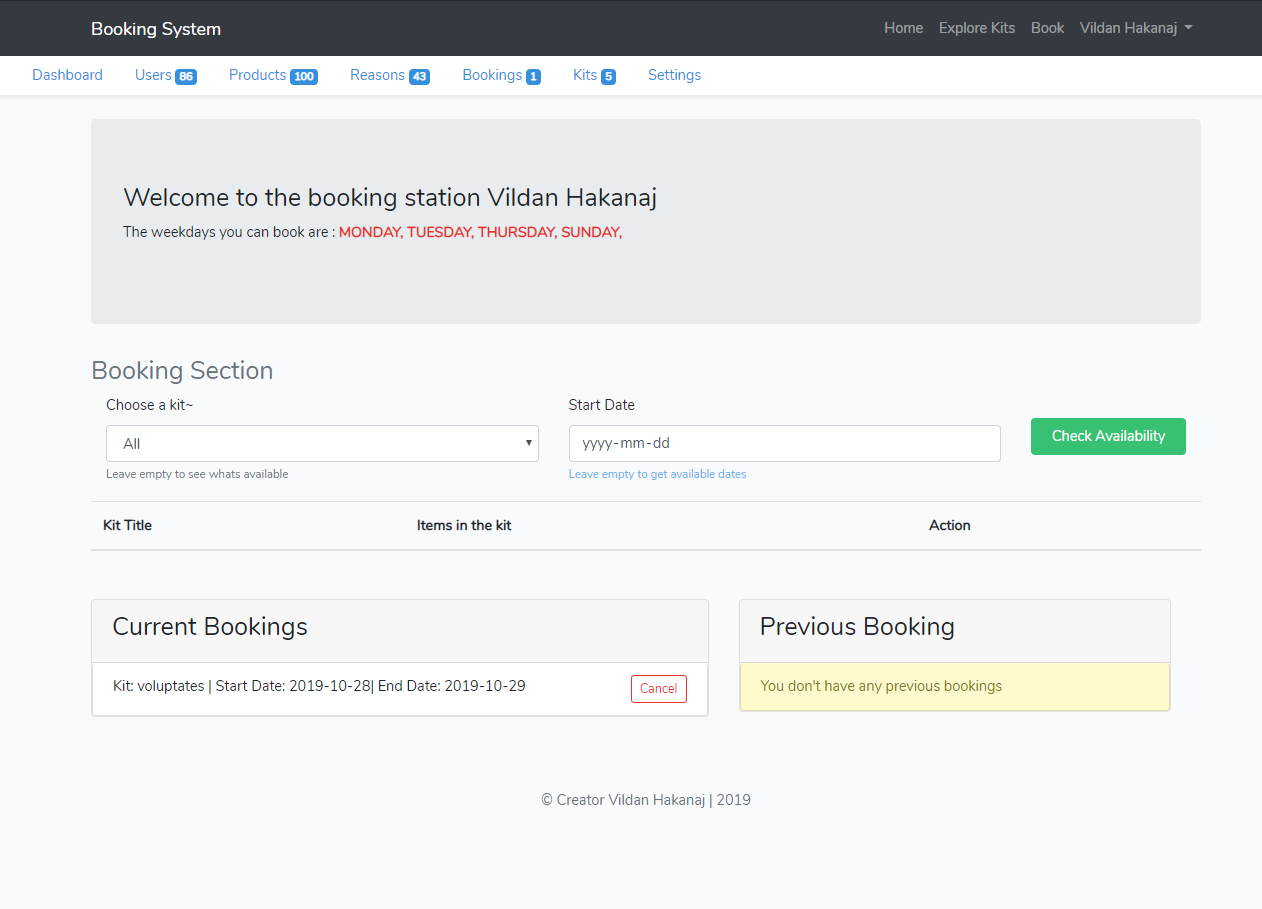 Booking System Home Explore Kits Book Vildan Hakanaj
Dashboard Users 86 Products 100 Reasons 43 Bookings 1 Kits 5 Settings
Welcome to the booking station Vildan Hakanaj
The weekdays you can book are : MONDAY, TUESDAY, THURSDAY, SUNDAY,
Booking Section
Choose a kit~ Start Date
All yyyy-mm-dd Check Availability
Leave empty to see whats available Leave empty to get available dates
Kit Title Items in the kit Action
Current Bookings Previous Booking
Kit: voluptates | Start Date: 2019-10-28| End Date: 2019-10-29 Cancel You don't have any previous bookings
© Creator Vildan Hakanaj | 2019